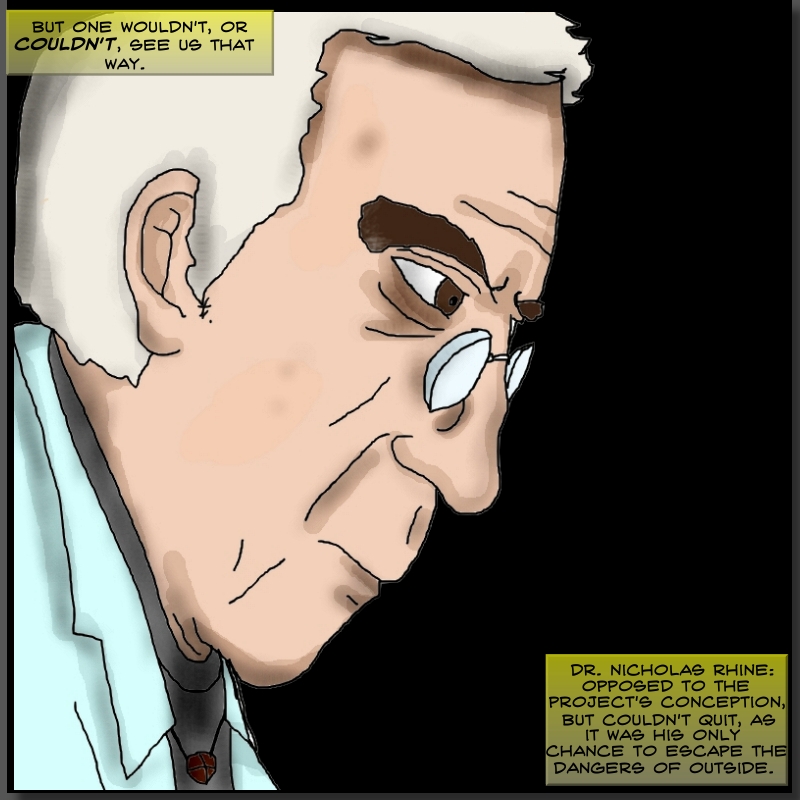 BUT ONE WOULDN'T, OR
COULDN'T, SEE US THAT
WAY.
DR. NICHOLAS RHINE:
OPPOSED TO THE
PROJECT'S CONCEPTION,
BUT COULDN'T QUIT, AS
IT WAS HIS ONLY
CHANCE TO ESCAPE THE
DANGERS OF OUTSIDE.